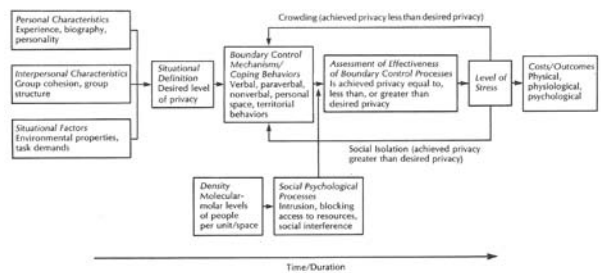 Crowding (achieved privacy less than desired privacy)
Personal Characteristics
Experience, biography,
personality
Interpersonal Characteristics
Group cohesion, group
structure
Situational Factors
Environmental properties,
task demands
Situational
Definition
Desired level
of privacy
Boundary Control
Mechanisms/
Coping Behaviors
Verbal, paraverbal,
nonverbal, personal
space, territorial
behaviors
Assessment of Effectiveness
of Boundary Control Processes
Is achieved privacy equal to,
less than, or greater than
desired privacy
Level of
Stress
Costs/Outcomes
Physical,
physiological,
psychological
Social Isolation (achieved privacy
greater than desired privacy)
Density
Molecular-
molar levels
of people
per unit/space
Social Psychological
Processes
Intrusion, blocking
access to resources,
social interference
Time/Duration